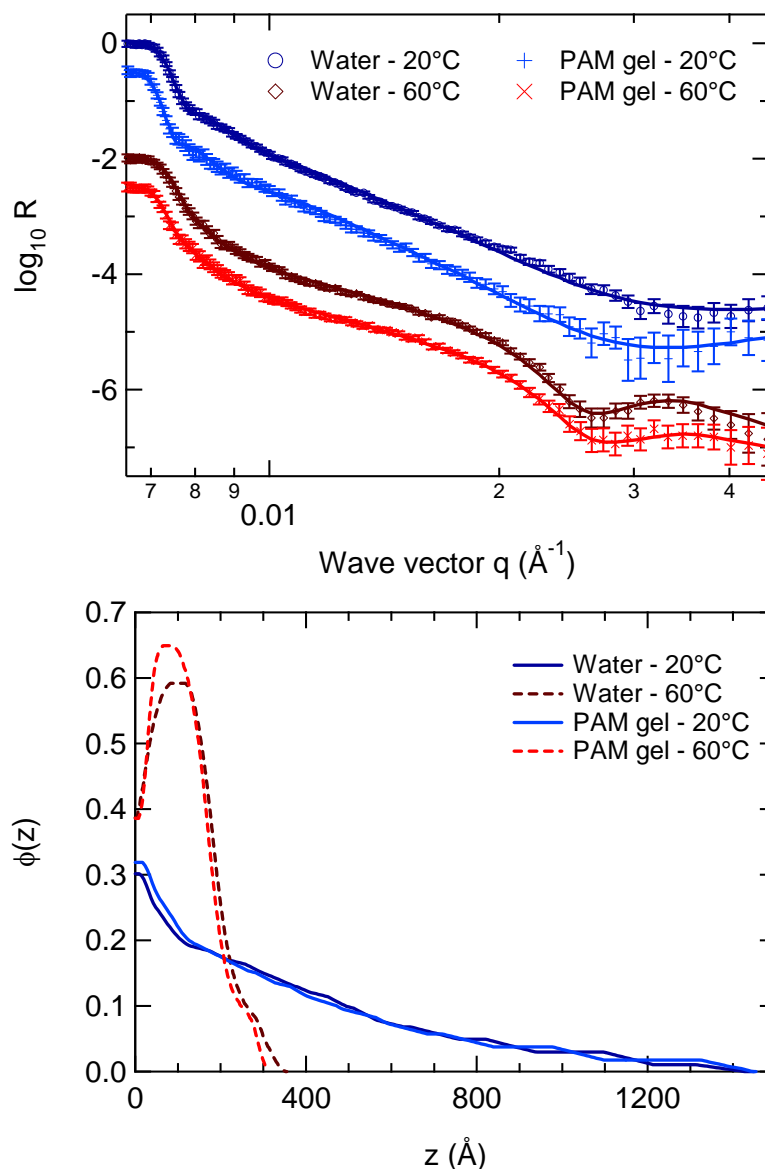 0
-2
-4
-6
log10 R
Water - 20°C
Water - 60°C
PAM gel - 20°C
PAM gel - 60°C
7 8 9 0.01 2 3 4
Wave vector q (Å-1)
0.7
0.6
0.5
0.4
0.3
0.2
0.1
0.0
ϕ(z)
Water - 20°C
Water - 60°C
PAM gel - 20°C
PAM gel - 60°C
0 400 800 1200
z (Å)